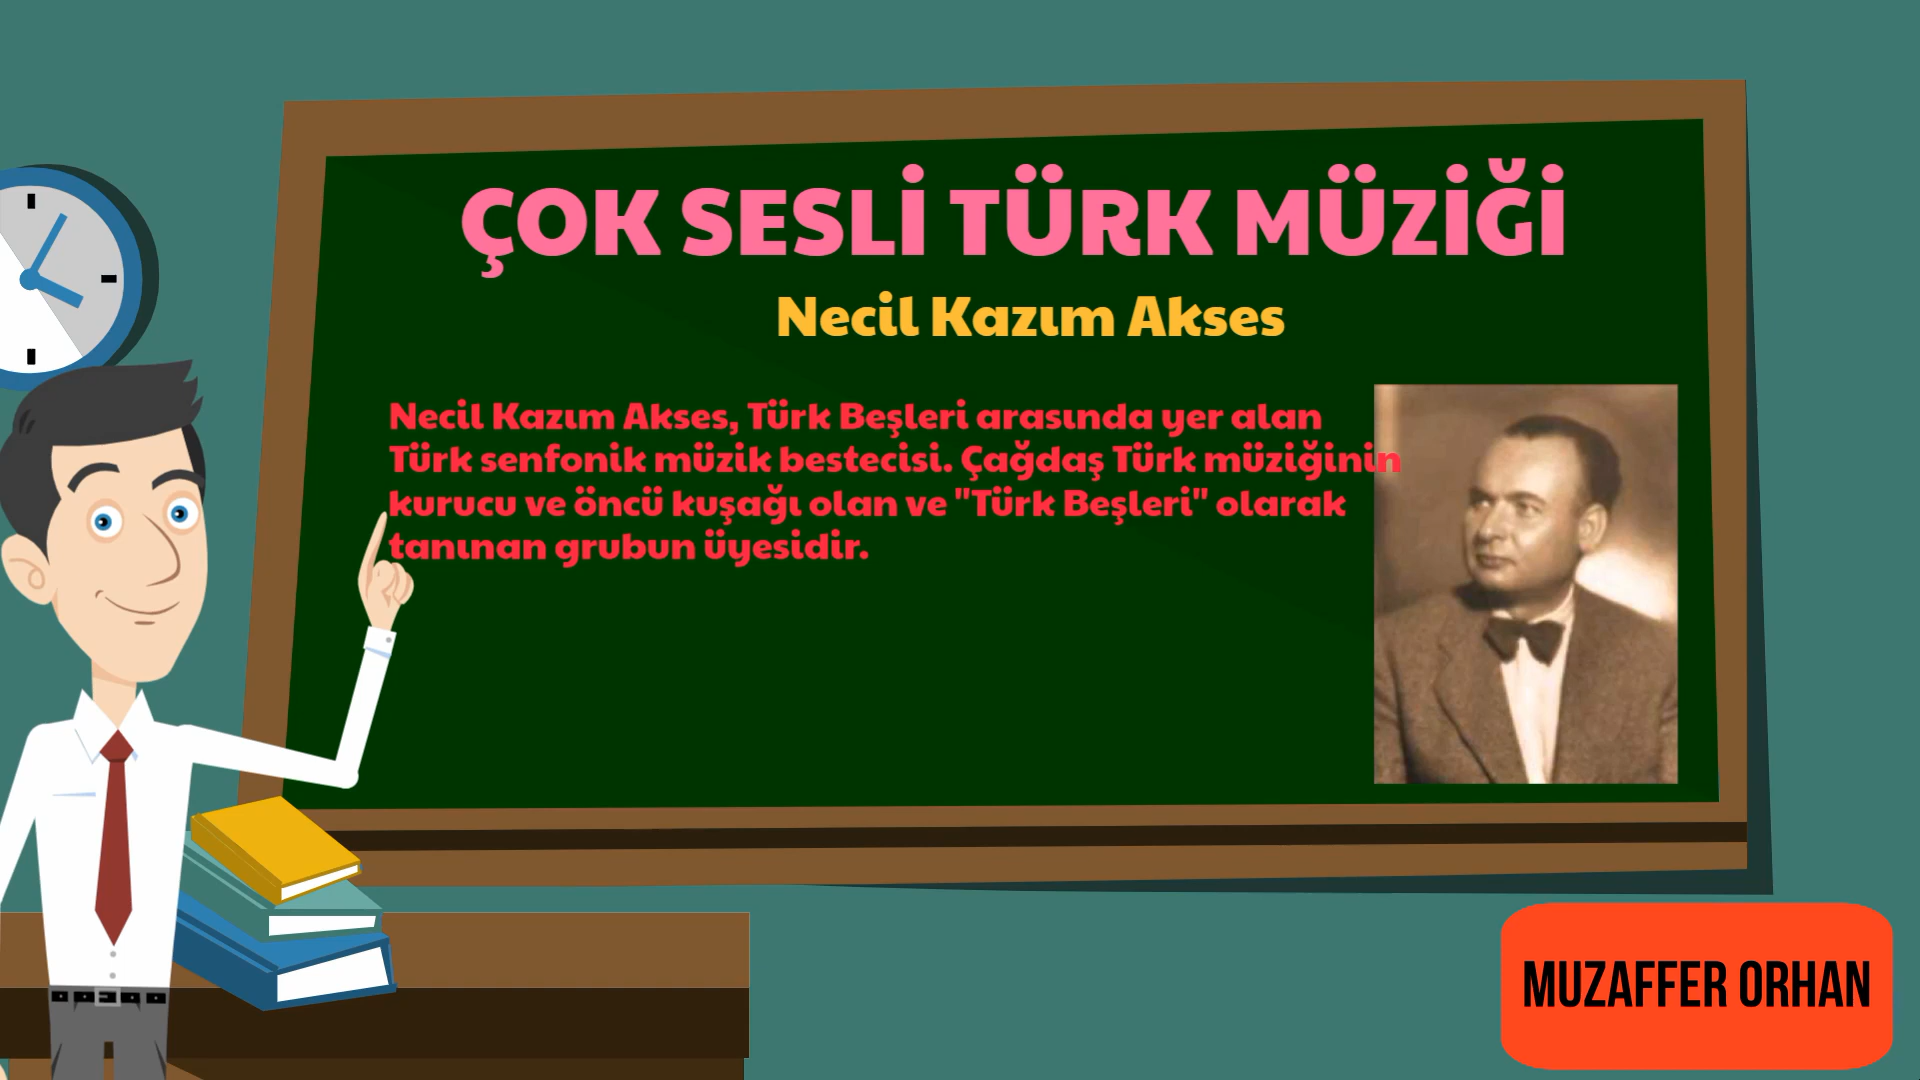 ÇOK SESLİ TÜRK MÜZİĞİ
Necil Kazım Akses
Necil Kazım Akses, Türk Beşleri arasında yer alan
Türk senfonik müzik bestecisi. Çağdaş Türk müziğinin
kurucu ve öncü kuşağı olan ve "Türk Beşleri" olarak
tanınan grubun üyesidir.
MUZAFFER ORHAN